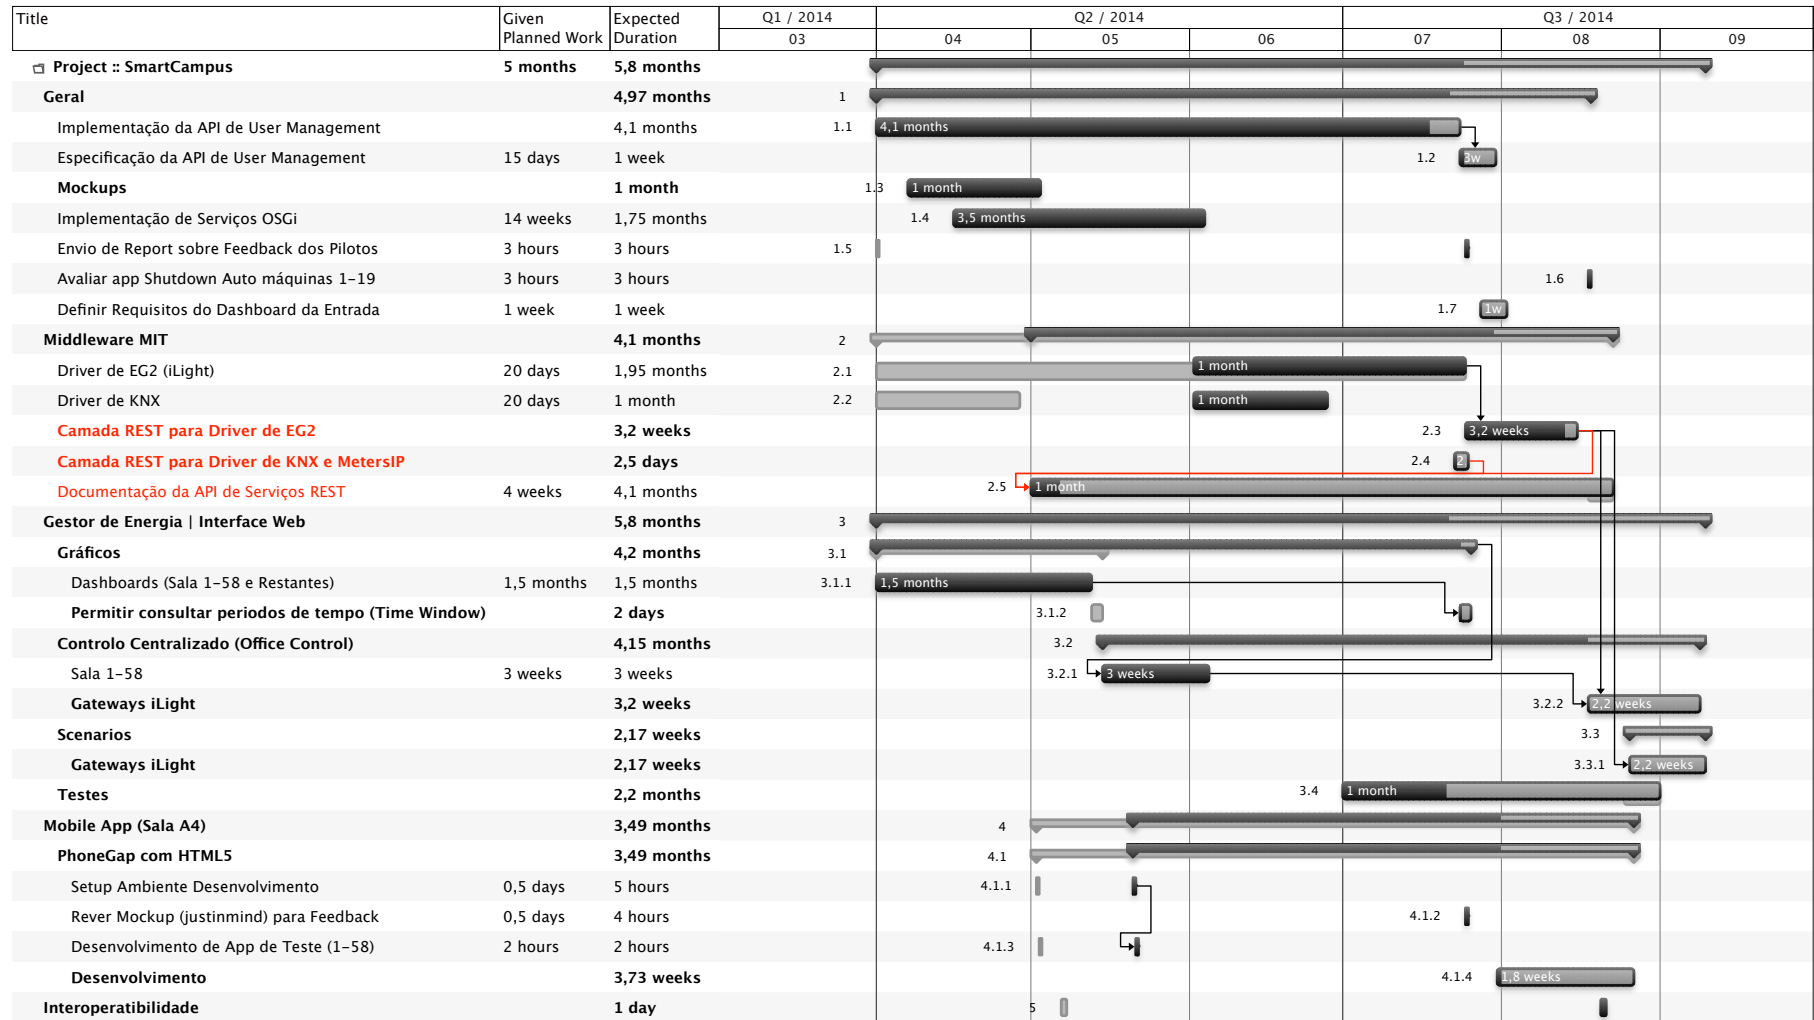 Title Given Expected Q1 / 2014 Q2 / 2014 Q3 / 2014
Planned Work Duration 03 04 05 06 07 08 09
Project :: SmartCampus 5 months 5,8 months
Geral 4,97 months 1
Implementação da API de User Management 4,1 months 1.1 4,1 months
Especificação da API de User Management 15 days 1 week 1.2 3w
Mockups 1 month 1.3 1 month
Implementação de Serviços OSGi 14 weeks 1,75 months 1.4 3,5 months
Envio de Report sobre Feedback dos Pilotos 3 hours 3 hours 1.5
Avaliar app Shutdown Auto máquinas 1-19 3 hours 3 hours 1.6
Definir Requisitos do Dashboard da Entrada 1 week 1 week 1.7 1w
Middleware MIT 4,1 months 2
Driver de EG2 (iLight) 20 days 1,95 months 2.1 1 month
Driver de KNX 20 days 1 month 2.2 1 month
Camada REST para Driver de EG2 3,2 weeks 2.3 3,2 weeks
Camada REST para Driver de KNX e MetersIP 2,5 days 2.4 2
Documentação da API de Serviços REST 4 weeks 4,1 months 2.5 1 month
Gestor de Energia | Interface Web 5,8 months 3
Gráficos 4,2 months 3.1
Dashboards (Sala 1-58 e Restantes) 1,5 months 1,5 months 3.1.1 1,5 months
Permitir consultar periodos de tempo (Time Window) 2 days 3.1.2
Controlo Centralizado (Office Control) 4,15 months 3.2
Sala 1-58 3 weeks 3 weeks 3.2.1 3 weeks
Gateways iLight 3,2 weeks 3.2.2 2,2 weeks
Scenarios 2,17 weeks 3.3
Gateways iLight 2,17 weeks 3.3.1 2,2 weeks
Testes 2,2 months 3.4 1 month
Mobile App (Sala A4) 3,49 months 4
PhoneGap com HTML5 3,49 months 4.1
Setup Ambiente Desenvolvimento 0,5 days 5 hours 4.1.1
Rever Mockup (justinmind) para Feedback 0,5 days 4 hours 4.1.2
Desenvolvimento de App de Teste (1-58) 2 hours 2 hours 4.1.3
Desenvolvimento 3,73 weeks 4.1.4 1,8 weeks
Interoperatibilidade 1 day 5